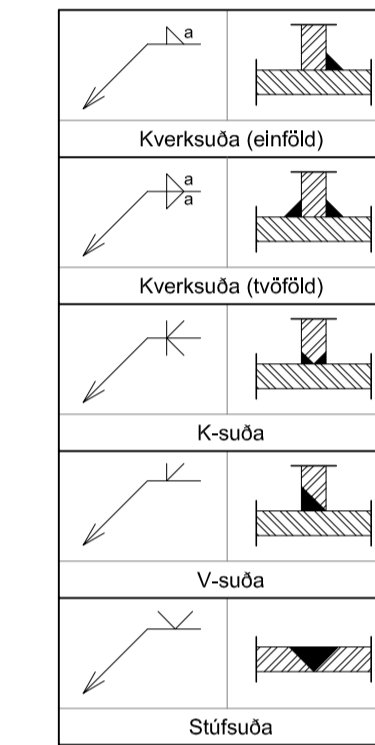 a
Kverksuða (einföld)
a
a
Kverksuða (tvöföld)
K-suða
V-suða
Stúfsuða